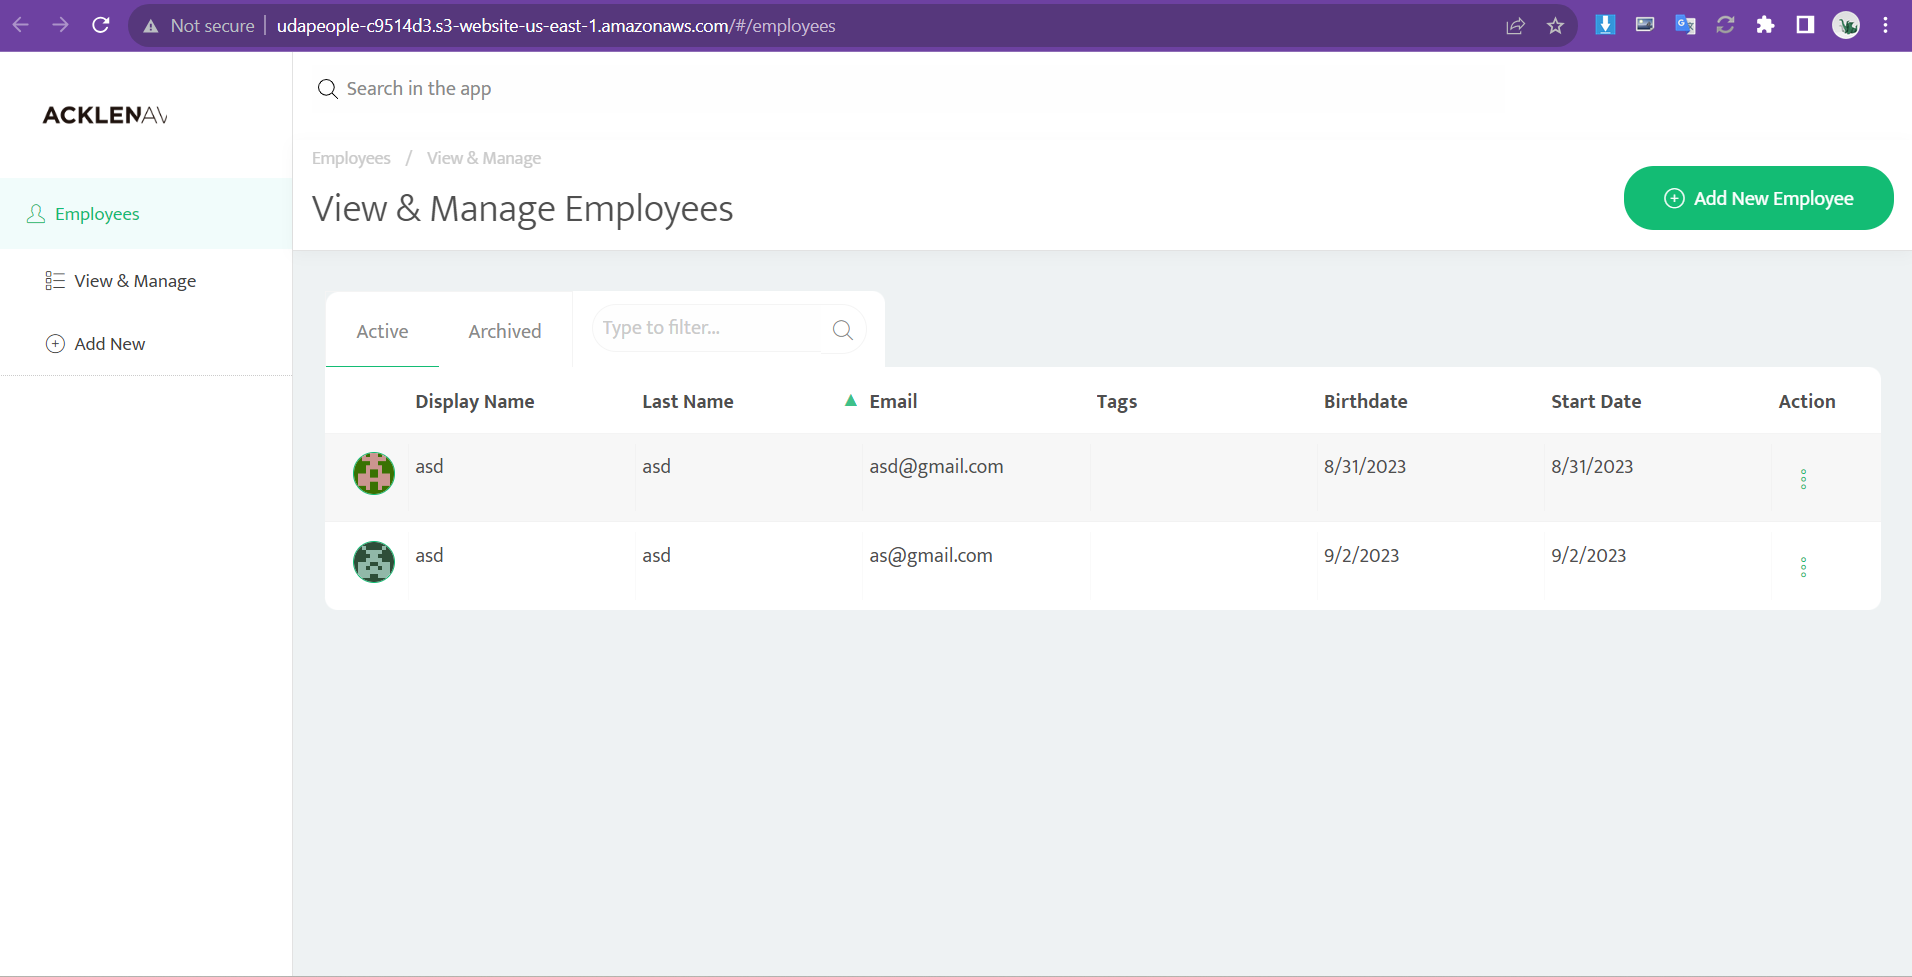 Not secure | udapeople-c9514d3.s3-website-us-east-1.amazonaws.com/#/employees
ACKLENAV
Search in the app
Employees / View & Manage
View & Manage Employees
Add New Employee
Employees
View & Manage
Add New
Active Archived Type to filter...
Display Name Last Name ▲ Email Tags Birthdate Start Date Action
asd asd asd@gmail.com 8/31/2023 8/31/2023
asd asd as@gmail.com 9/2/2023 9/2/2023